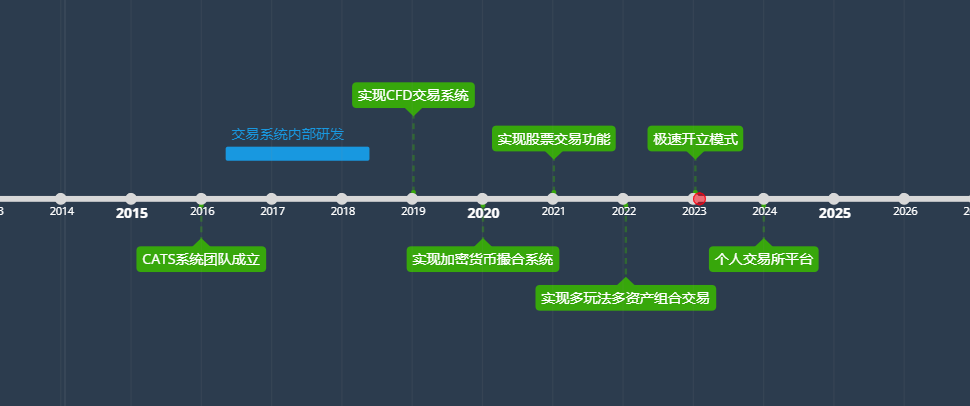 实现CFD交易系统
交易系统内部研发
实现股票交易功能
极速开立模式
3
2014
2015
2016
2017
2018
2019
2020
2021
2022
2023
2024
2025
2026
2
CATS系统团队成立
实现加密货币撮合系统
个人交易所平台
实现多玩法多资产组合交易